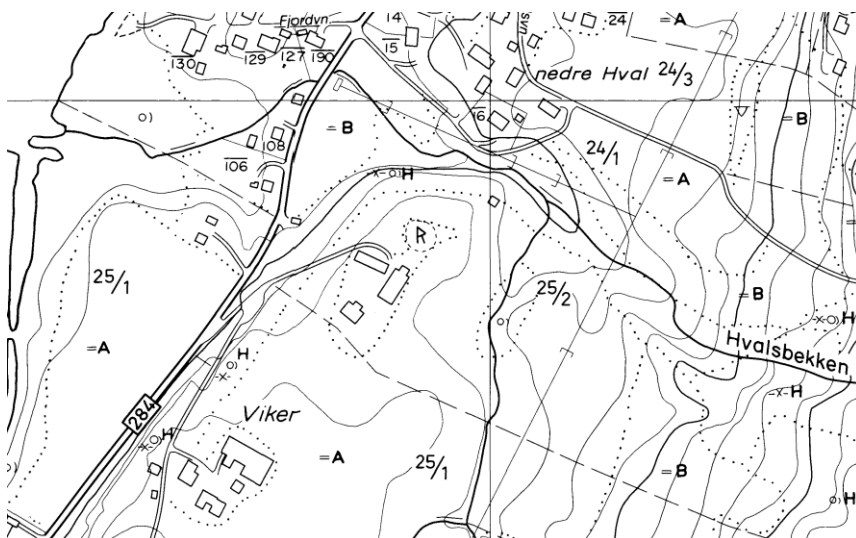 Fjordvn.
14
24
A
15
130
129
127
190
nedre Hval 24/3
16
B
B
108
24/1
106
H
A
R
25/1
25/2
B
H
A
H
Hvalsbekken
H
284
Viker
H
A
25/1
B
H